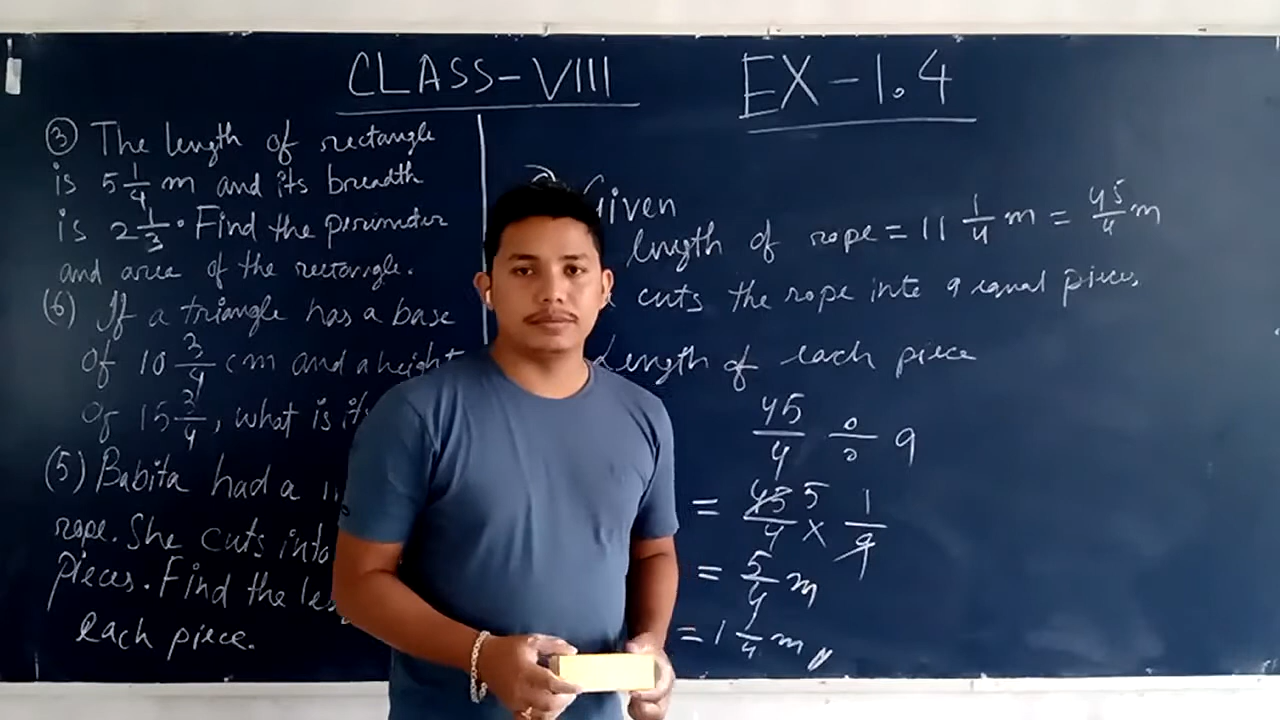 CLASS-VIII
EX-1.4
③ The length of rectangle
is 5 1/4 m and its breadth
is 2 1/3. Find the perimeter
and area of the rectangle.
(6) If a triangle has a base
of 10 3/4 cm and a height
of 15 3/4, what is its
(5) Babita had a 11
rope. She cuts into
pieces. Find the
each piece.
Given
length of rope = 11 1/4 m = 45/4 m
cuts the rope into 9 equal pieces,
Length of each piece
45/4 ÷ 9
= 45/4 5 × 1/9
= 5/4 m
= 1 1/4 m